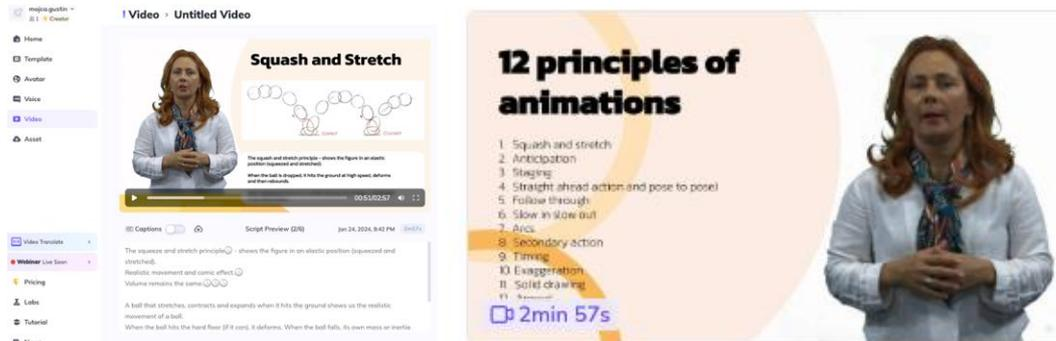 mojca.gustin
1 Creator
Home
Template
Avatar
Voice
Video
Asset
Video Translate
Webinar Live Soon
Pricing
Labs
Tutorial
Video › Untitled Video
Squash and Stretch
The squash and stretch principle - shows the figure in an elastic
position (squeezed and stretched)
When the ball is dropped, it hits the ground at high speed, deforms
and then rebounds.
00:51/02:57
Captions
Script Preview (2/6)
Jan 24, 2024, 9:42 PM
2m57s
The squeeze and stretch principle - shows the figure in an elastic position (squeezed and
stretched).
Realistic movement and comic effect.
Volume remains the same.
A ball that stretches, contracts and expands when it hits the ground shows us the realistic
movement of a ball.
When the ball hits the hard floor (if it can), it deforms. When the ball falls, its own mass or inertia
12 principles of
animations
1. Squash and stretch
2. Anticipation
3. Staging
4. Straight ahead action and pose to pose)
5. Follow through
6. Slow in slow out
7. Arcs
8. Secondary action
9. Timing
10. Exaggeration
11. Solid drawing
2min 57s